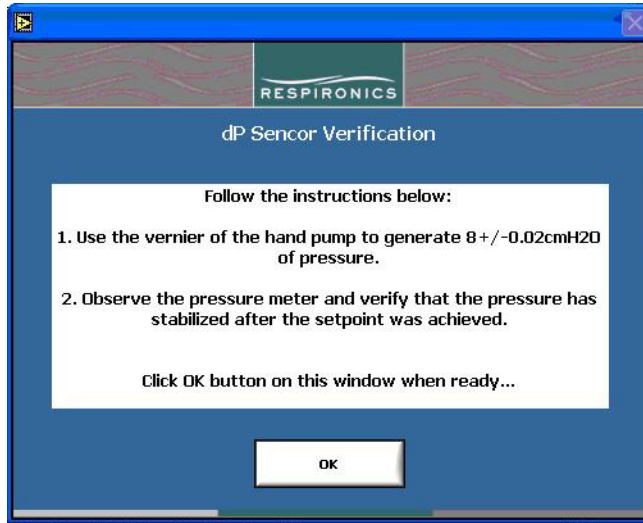 RESPIRONICS
dP Sencor Verification
Follow the instructions below:
1. Use the vernier of the hand pump to generate 8+/-0.02cmH2O
of pressure.
2. Observe the pressure meter and verify that the pressure has
stabilized after the setpoint was achieved.
Click OK button on this window when ready...
OK